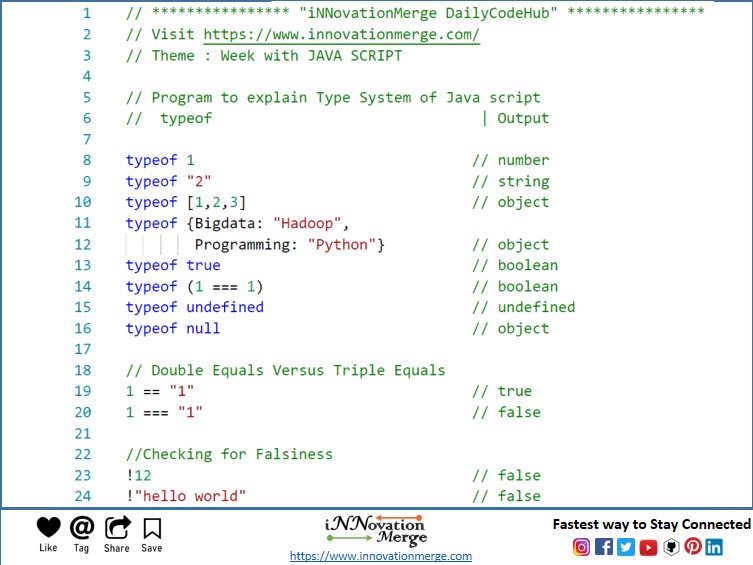 1 // **************** "iNNovationMerge DailyCodeHub" ****************
2 // Visit https://www.innovationmerge.com/
3 // Theme : Week with JAVA SCRIPT
4
5 // Program to explain Type System of Java script
6 //  typeof | Output
7
8 typeof 1 // number
9 typeof "2" // string
10 typeof [1,2,3] // object
11 typeof {Bigdata: "Hadoop",
12 Programming: "Python"} // object
13 typeof true // boolean
14 typeof (1 === 1) // boolean
15 typeof undefined // undefined
16 typeof null // object
17
18 // Double Equals Versus Triple Equals
19 1 == "1" // true
20 1 === "1" // false
21
22 //Checking for Falsiness
23 !12 // false
24 !"hello world" // false
Like Tag Share Save
iNNovation
Merge
https://www.innovationmerge.com
Fastest way to Stay Connected